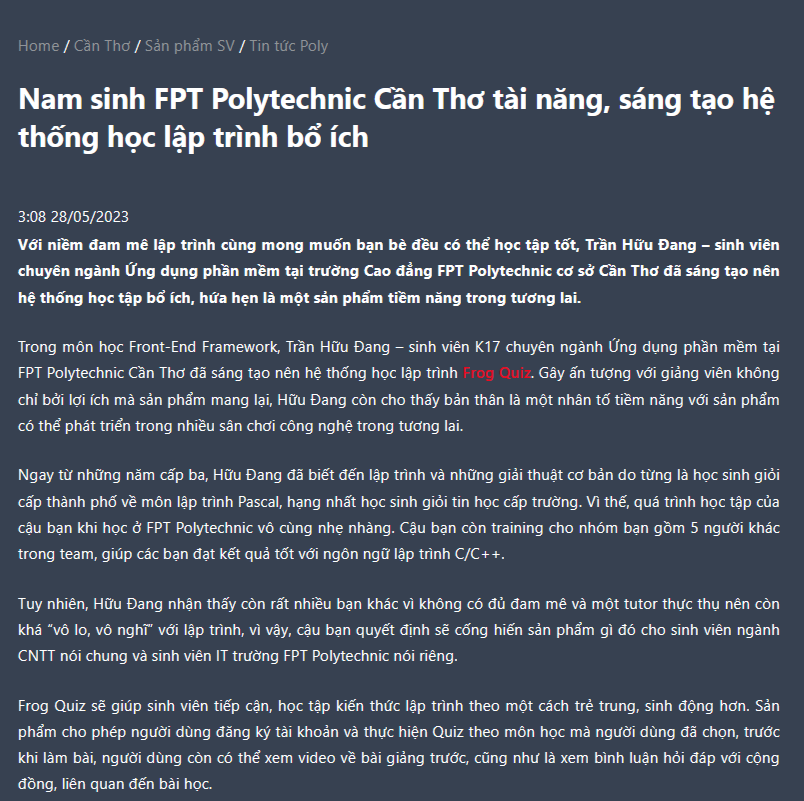 Home / Cần Thơ / Sản phẩm SV / Tin tức Poly
Nam sinh FPT Polytechnic Cần Thơ tài năng, sáng tạo hệ
thống học lập trình bổ ích
3:08 28/05/2023
Với niềm đam mê lập trình cùng mong muốn bạn bè đều có thể học tập tốt, Trần Hữu Đang – sinh viên
chuyên ngành Ứng dụng phần mềm tại trường Cao đẳng FPT Polytechnic cơ sở Cần Thơ đã sáng tạo nên
hệ thống học tập bổ ích, hứa hẹn là một sản phẩm tiềm năng trong tương lai.
Trong môn học Front-End Framework, Trần Hữu Đang – sinh viên K17 chuyên ngành Ứng dụng phần mềm tại
FPT Polytechnic Cần Thơ đã sáng tạo nên hệ thống học lập trình Frog Quiz. Gây ấn tượng với giảng viên không
chỉ bởi lợi ích mà sản phẩm mang lại, Hữu Đang còn cho thấy bản thân là một nhân tố tiềm năng với sản phẩm
có thể phát triển trong nhiều sân chơi công nghệ trong tương lai.
Ngay từ những năm cấp ba, Hữu Đang đã biết đến lập trình và những giải thuật cơ bản do từng là học sinh giỏi
cấp thành phố về môn lập trình Pascal, hạng nhất học sinh giỏi tin học cấp trường. Vì thế, quá trình học tập của
cậu bạn khi học ở FPT Polytechnic vô cùng nhẹ nhàng. Cậu bạn còn training cho nhóm bạn gồm 5 người khác
trong team, giúp các bạn đạt kết quả tốt với ngôn ngữ lập trình C/C++.
Tuy nhiên, Hữu Đang nhận thấy còn rất nhiều bạn khác vì không có đủ đam mê và một tutor thực thụ nên còn
khá “vô lo, vô nghĩ” với lập trình, vì vậy, cậu bạn quyết định sẽ cống hiến sản phẩm gì đó cho sinh viên ngành
CNTT nói chung và sinh viên IT trường FPT Polytechnic nói riêng.
Frog Quiz sẽ giúp sinh viên tiếp cận, học tập kiến thức lập trình theo một cách trẻ trung, sinh động hơn. Sản
phẩm cho phép người dùng đăng ký tài khoản và thực hiện Quiz theo môn học mà người dùng đã chọn, trước
khi làm bài, người dùng còn có thể xem video về bài giảng trước, cũng như là xem bình luận hỏi đáp với cộng
đồng, liên quan đến bài học.